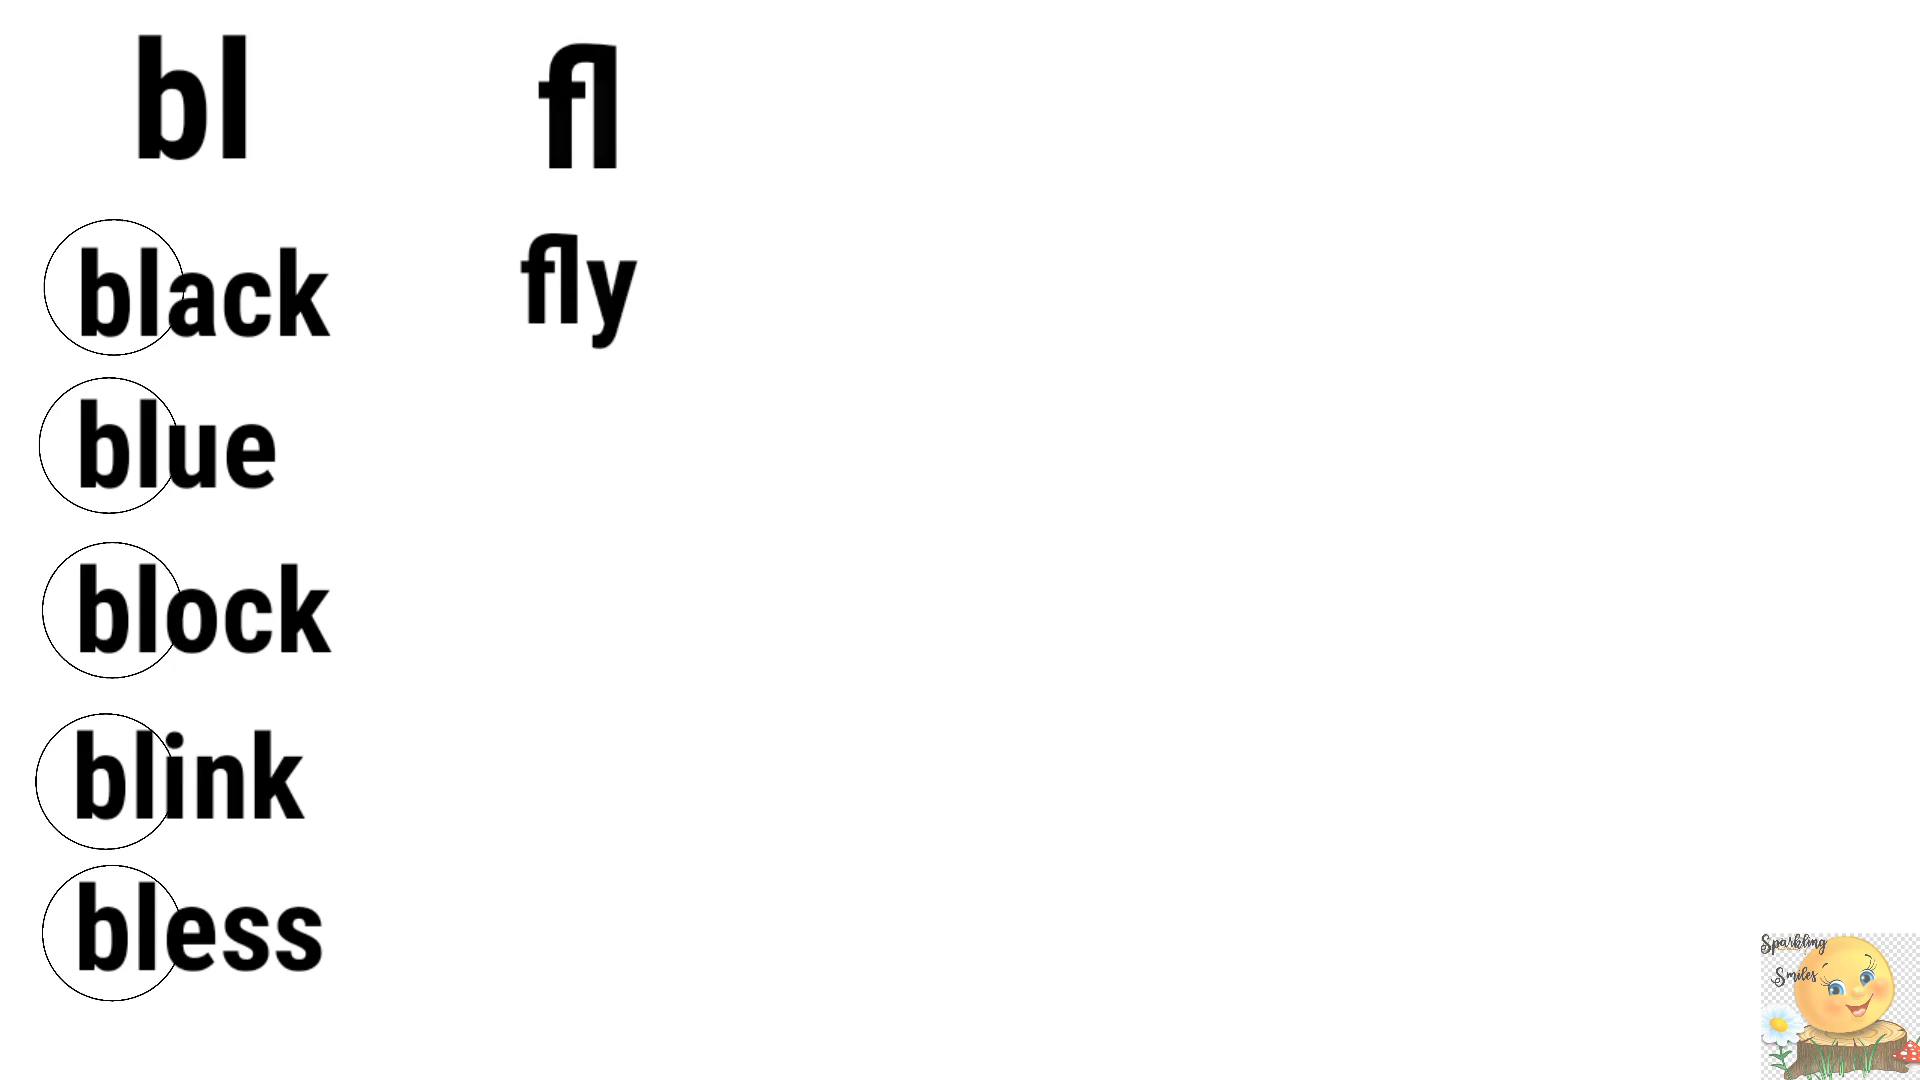 bl
fl
black
fly
blue
block
blink
bless
Sparkling
Smiles